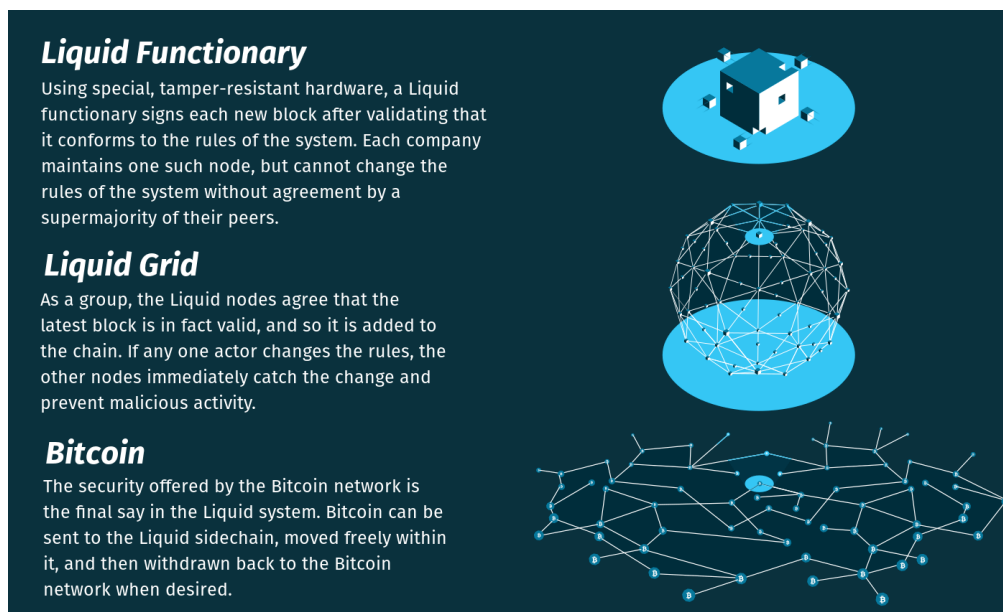 Liquid Functionary
Using special, tamper-resistant hardware, a Liquid
functionary signs each new block after validating that
it conforms to the rules of the system. Each company
maintains one such node, but cannot change the
rules of the system without agreement by a
supermajority of their peers.
Liquid Grid
As a group, the Liquid nodes agree that the
latest block is in fact valid, and so it is added to
the chain. If any one actor changes the rules, the
other nodes immediately catch the change and
prevent malicious activity.
Bitcoin
The security offered by the Bitcoin network is
the final say in the Liquid system. Bitcoin can be
sent to the Liquid sidechain, moved freely within
it, and then withdrawn back to the Bitcoin
network when desired.